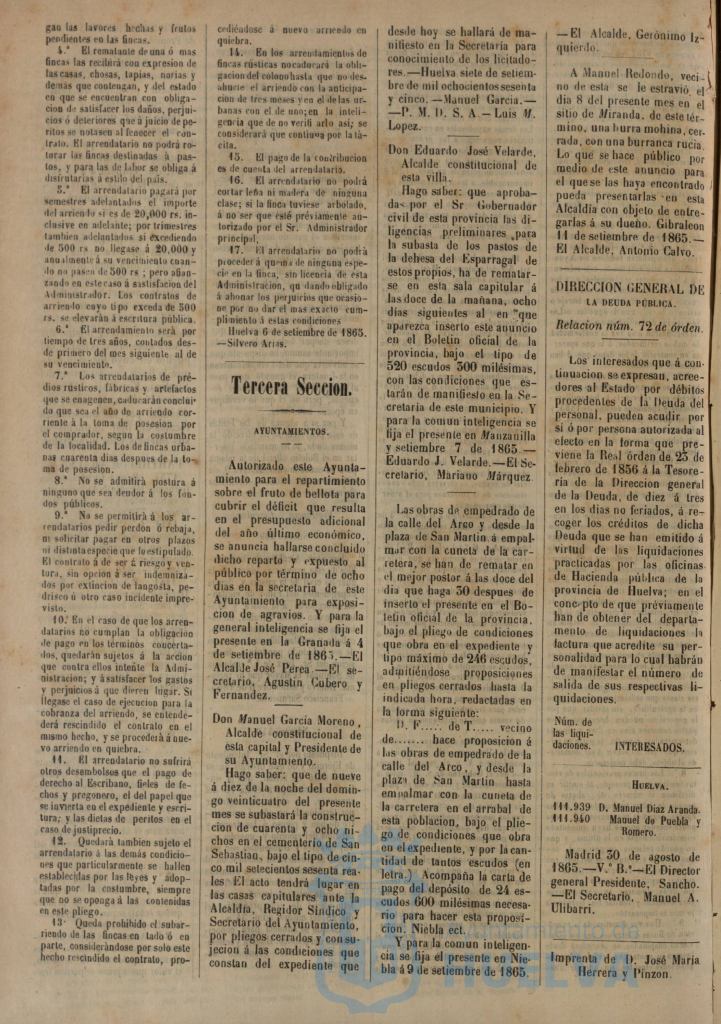 gan las lavores hechas y frutos
pendientes en las fincas.
4.ª El rematante de una ó mas
fincas las recibirá con expresion de
las casas, chosas, tapias, norias y
demás que contengan, y del estado
en que se encuentran con obliga-
cion de satisfacer los daños, perjui-
cios ó deteriores que á juicio de pe-
ritos se notasen al fenecer el con-
trato. El arrendatario no podrá ro-
turar las fincas destinadas á pas-
tos, y para las de labor se obliga á
disfrutarias á estilo del pais.
5.ª El arrendatario pagará por
semestres adelantados el importe
del arriendo si es de 20,000 rs. in-
clusive en adelante; por trimestres
tambien adelantados si excediendo
de 500 rs no llegase á 20,000 y
anualmente á su vencimiento cuan-
do no pasen de 500 rs ; pero afian-
zando en este caso á sastisfacion del
Administrador. Los contratos de
arriendo cuyo tipo exceda de 500
rs. se elevarán á escritura pública.
6.ª El arrendamiento será por
tiempo de tres años, contados des-
de primero del mes siguiente al de
su vencimiento.
7.ª Los arrendatarios de pré-
dios rústicos, fábricas y artefactos
que se enagenen, caducarán conclui-
do que sea el año de arriendo cor-
riente á la toma de posesion por
el comprador, segun la costumbre
de la localidad. Los de fincas urba-
nas cuarenta dias despues de la to-
ma de posesion.
8.ª No se admitirá postura á
ninguno que sea deudor á los fon-
dos públicos.
9.ª No se permitirá á los ar-
rendatarios pedir perdon ó rebaja,
ni solicitar pagar en otros plazos
ni distinta especie que lo estipulado.
El contrato á de ser á riesgo y ven-
tura, sin opcion á ser indemniza-
dos por extincion de langosta, pe-
drisco ú otro caso incidente impre-
visto.
10.ª En el caso de que los arren-
datarios no cumplan la obligacion
de pago en los términos concerta-
dos, quedarán sujetos á la accion
que contra ellos intente la Admi-
nistracion; y á satisfacer los gastos
y perjuicios á que dieren lugar. Si
llegase el caso de ejecucion para la
cobranza del arriendo, se entende-
derá rescindido el contrato en el
mismo hecho, y se procederá á nue-
vo arriendo en quiebra.
11. El arrendatario no sufrirá
otros desembolsos que el pago de
derecho al Escribano, fieles de fe-
chos y pregonero, el del papel que
se invierta en el expediente y escri-
tura; y las dietas de peritos en el
caso de justiprecio.
12. Quedará tambien sujeto el
arrendatario á las demás condicio-
nes que particularmente se hallen
establecidas por las leyes y adop-
tadas por la costumbre, siempre
que no se oponga á las contenidas
en este pliego.
13. Queda prohibido el subar-
riendo de las fincas en todo ó en
parte, considerándose por solo este
hecho rescindido el contrato, pro-
cediéndose á nuevo arriendo en
quiebra.
14. En los arrendamientos de
fincas rústicas no caducará la obli-
gacion del colono hasta que no des-
ahucie el arriendo con la anticipa-
cion de tres meses y en el de las ur-
banas con el de uno; en la inteli-
gencia que de no verifi arlo asi; se
considerará que continua por la tá-
cita.
15. El pago de la contribucion
es de cuenta del arrendatario.
16. El arrendatario no podrá
cortar leña ni madera de ninguna
clase; si la finca tuviese arbolado,
á no ser que esté préviamente au-
torizado por el Sr. Administrador
principal.
17. El arrendatario no podrá
proceder á quema de ninguna espe-
cie en la finca, sin licencia de esta
Administracion, qu dando obligado
á abonar los perjuicios que ocasio-
ne por no dar el mas exacto cum-
plimiento á estas condiciones
Huelva 6 de setiembre de 1865.
—Silvero Arias.
Tercera Seccion.
AYUNTAMIENTOS.
Autorizado este Ayunta-
miento para el repartimiento
sobre el fruto de bellota para
cubrir el déficit que resulta
en el presupuesto adicional
del año último económico,
se anuncia hallarse concluido
dicho reparto y expuesto al
público por término de ocho
dias en la secretaria de este
Ayuntamiento para exposi-
cion de agravios. Y para la
general inteligencia se fija el
presente en la Granada á 4
de setiembre de 1865.—El
Alcalde José Perea.—El se-
cretario, Agustin Cubero y
Fernandez.
Don Manuel Garcia Moreno,
Alcalde constitucional de
esta capital y Presidente de
su Ayuntamiento.
Hago saber: que de nueve
á diez de la noche del domin-
go veinticuatro del presente
mes se subastará la construc-
cion de cuarenta y ocho ni-
chos en el cementerio de San
Sebastian, bajo el tipo de cin-
co mil setecientos sesenta rea-
les El acto tendrá lugar en
las casas capitulares ante la
Alcaldia, Regidor Sindico y
Secretario del Ayuntamiento,
por pliegos cerrados y con su-
jecion á las condiciones que
constan del expediente que
desde hoy se hallará de ma-
nifiesto en la Secretaria para
conocimiento de los licitado-
res.—Huelva siete de setiem-
bre de mil ochocientos sesenta
y cinco.—Manuel Garcia.—
—P. M. D. S. A.—Luis M.
Lopez.
Don Eduardo José Velarde,
Alcalde constitucional de
esta villa.
Hago saber: que aproba-
das por el Sr Gobernador
civil de esta provincia las di-
ligencias preliminares para
la subasta de los pastos de la
dehesa del Esparragal de
estos propios, ha de rematar-
se en esta sala capitular á
las doce de la mañana, ocho
dias siguientes al en que
aparezca inserto este anuncio
en el Boletin oficial de la
provincia, bajo el tipo de
520 escudos 300 milésimas,
con las condiciones que es-
tarán de manifiesto en la Se-
cretaria de este municipio. Y
para la comun inteligencia se
fija el presente en Manzanilla
y setiembre 7 de 1865.—
Eduardo J. Velarde.—El Se-
cretario, Mariano Márquez.
Las obras de empedrado de
la calle del Arco y desde la
plaza de San Martin á empal-
mar con la cuneta de la car-
retera, se han de rematar en
el mejor postor á las doce del
dia que haga 30 despues de
inserto el presente en el Bo-
letin oficial de la provincia,
bajo el pliego de condiciones
que obra en el expediente y
tipo máximo de 246 escudos,
admitiéndose proposiciones
en pliegos cerrados hasta la
indicada hora, redactadas en
la forma siguiente:
D. F..... de T..... vecino
de....... hace proposicion á
las obras de empedrado de la
calle del Arco, y desde la
plaza de San Martin hasta
empalmar con la cuneta de
la carretera en el arrabal de
esta poblacion, bajo el plie-
go de condiciones que obra
en el expediente, y por la can-
tidad de tantos escudos (en
letra.) Acompaña la carta de
pago del depósito de 24 es-
cudos 600 milésimas necesa-
rio para hacer esta proposi-
cion. Niebla ect.
Y para la comun inteligen-
cia se fija el presente en Nie-
bla á 9 de setiembre de 1865.
—El Alcalde, Gerónimo Iz-
quierdo.
A Manuel Redondo, veci-
no de esta se le estravió el
dia 8 del presente mes en el
sitio de Miranda, de este tér-
mino, una burra mohina, cer-
rada, con una burranca rucia.
Lo que se hace público por
medio de este anuncio para
el que se las haya encontrado
pueda presentarlas en esta
Alcaldia con objeto de entre-
garlas á su dueño. Gibraleon
11 de setiembre de 1865.—
El Alcalde, Antonio Calvo.
DIRECCION GENERAL DE
LA DEUDA PÚBLICA.
Relacion núm. 72 de órden.
Los interesados que á con-
tinuacion se expresan, acree-
dores al Estado por débitos
procedentes de la Deuda del
personal, pueden acudir por
si ó por persona autorizada al
efecto en la forma que pre-
viene la Real órden de 23 de
febrero de 1856 á la Tesore-
ria de la Direccion general
de la Deuda, de diez á tres
en los dias no feriados, á re-
coger los créditos de dicha
Deuda que se han emitido á
virtud de las liquidaciones
practicadas por las oficinas
de Hacienda pública de la
provincia de Huelva; en el
concepto de que préviamente
han de obtener del departa-
mento de liquidaciones la
factura que acredite su per-
sonalidad para lo cual habrán
de manifestar el número de
salida de sus respectivas li-
quidaciones.
Núm. de
las liqui-
daciones. INTERESADOS.
HUELVA.
111.939 D. Manuel Diaz Aranda.
111.940 Manuel de Puebla y
Romero.
Madrid 30 de agosto de
1865.—V.º B.º—El Director
general Presidente, Sancho.
—El Secretario, Manuel A.
Ulibarri.
Imprenta de D. José Maria
Herrera y Pinzon.
Ayuntamiento de
HUELVA